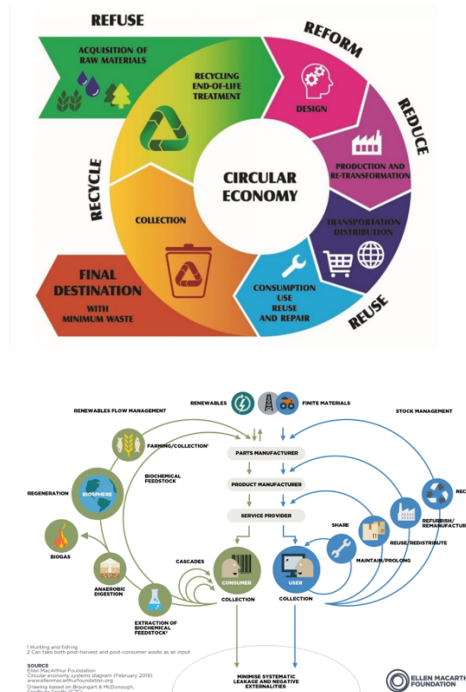 REFUSE
ACQUISITION OF
RAW MATERIALS
RECYCLING
END-OF-LIFE
TREATMENT
REFORM
DESIGN
REDUCE
PRODUCTION AND
RE-TRANSFORMATION
TRANSPORTATION
DISTRIBUTION
REUSE
CONSUMPTION
USE
REUSE
AND REPAIR
CIRCULAR
ECONOMY
RECYCLE
COLLECTION
FINAL
DESTINATION
WITH
MINIMUM WASTE
RENEWABLES
FINITE MATERIALS
RENEWABLES FLOW MANAGEMENT
STOCK MANAGEMENT
FARMING/COLLECTION¹
PARTS MANUFACTURER
BIOCHEMICAL
FEEDSTOCK
PRODUCT MANUFACTURER
REGENERATION
BIOSPHERE
REC
SERVICE PROVIDER
SHARE
REFURBISH/
REMANUFACTUR
REUSE/REDISTRIBUTE
BIOGAS
CASCADES
MAINTAIN/PROLONG
ANAEROBIC
DIGESTION
CONSUMER
USER
COLLECTION
COLLECTION
EXTRACTION OF
BIOCHEMICAL
FEEDSTOCK²
1 Hunting and fishing
2 Can take both post-harvest and post-consumer waste as an input
SOURCE
Ellen MacArthur Foundation
Circular economy systems diagram (February 2019)
www.ellenmacarthurfoundation.org
Drawing based on Braungart & McDonough,
MINIMISE SYSTEMATIC
LEAKAGE AND NEGATIVE
EXTERNALITIES
ELLEN MACARTH
FOUNDATION